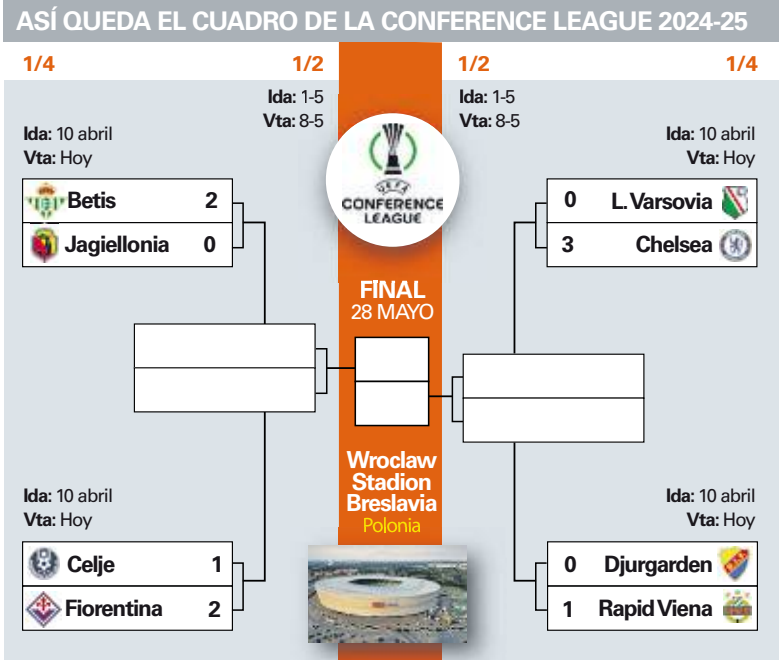 ASÍ QUEDA EL CUADRO DE LA CONFERENCE LEAGUE 2024-25
1/4
1/2
1/2
1/4
Ida: 1-5
Vta: 8-5
Ida: 1-5
Vta: 8-5
Ida: 10 abril
Vta: Hoy
Ida: 10 abril
Vta: Hoy
UEFA
CONFERENCE
LEAGUE
Betis 2
Jagiellonia 0
0 L. Varsovia
3 Chelsea
FINAL
28 MAYO
Wroclaw
Stadion
Breslavia
Polonia
Ida: 10 abril
Vta: Hoy
Ida: 10 abril
Vta: Hoy
Celje 1
Fiorentina 2
0 Djurgarden
1 Rapid Viena